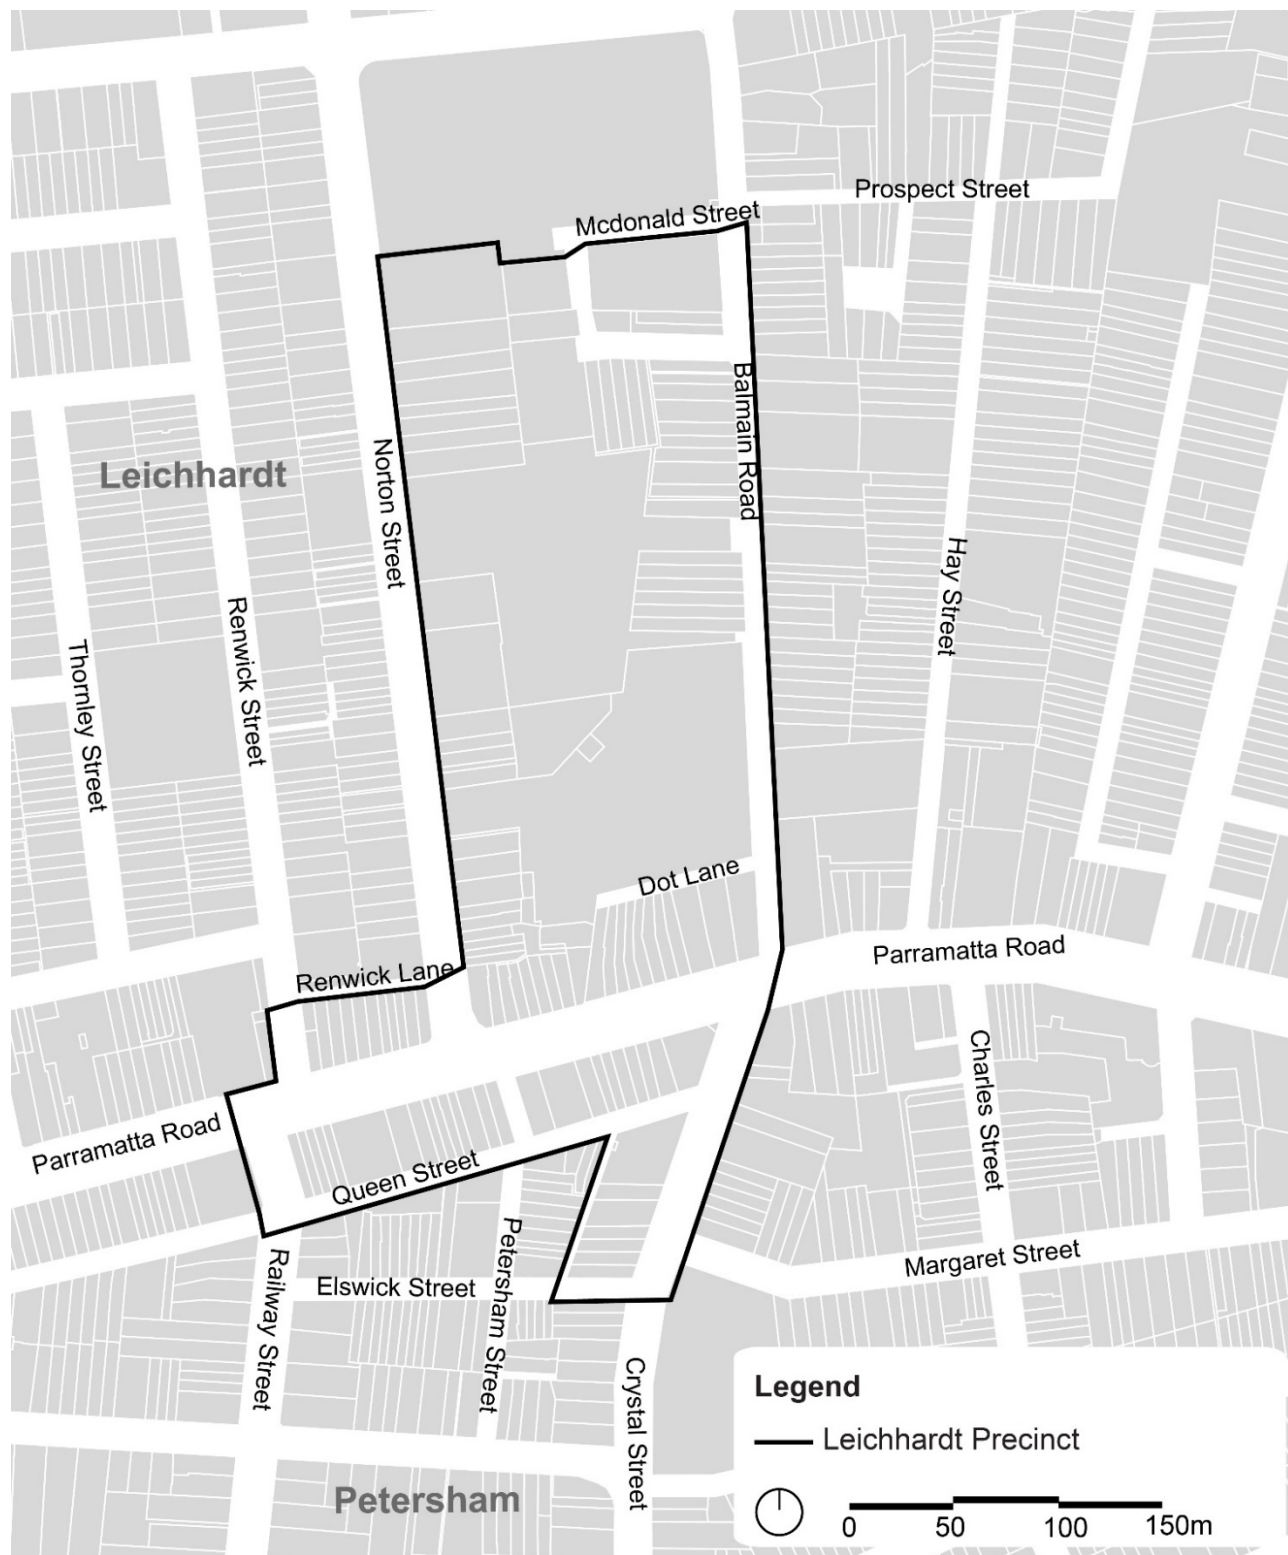 Prospect Street
Mcdonald Street
Balmain Road
Norton Street
Leichhardt
Hay Street
Renwick Street
Thornley Street
Dot Lane
Parramatta Road
Renwick Lane
Charles Street
Parramatta Road
Queen Street
Petersham Street
Margaret Street
Railway Street
Elswick Street
Crystal Street
Petersham
Legend
Leichhardt Precinct
0 50 100 150m